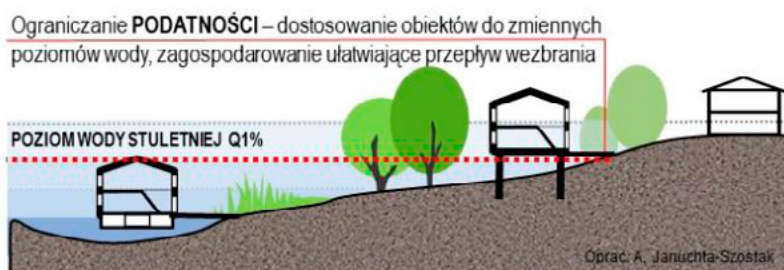 Ograniczanie PODATNOŚCI – dostosowanie obiektów do zmiennych
poziomów wody, zagospodarowanie ułatwiające przepływ wezbrania
POZIOM WODY STULETNIEJ Q1%
Oprac. A. Januchta-Szostak